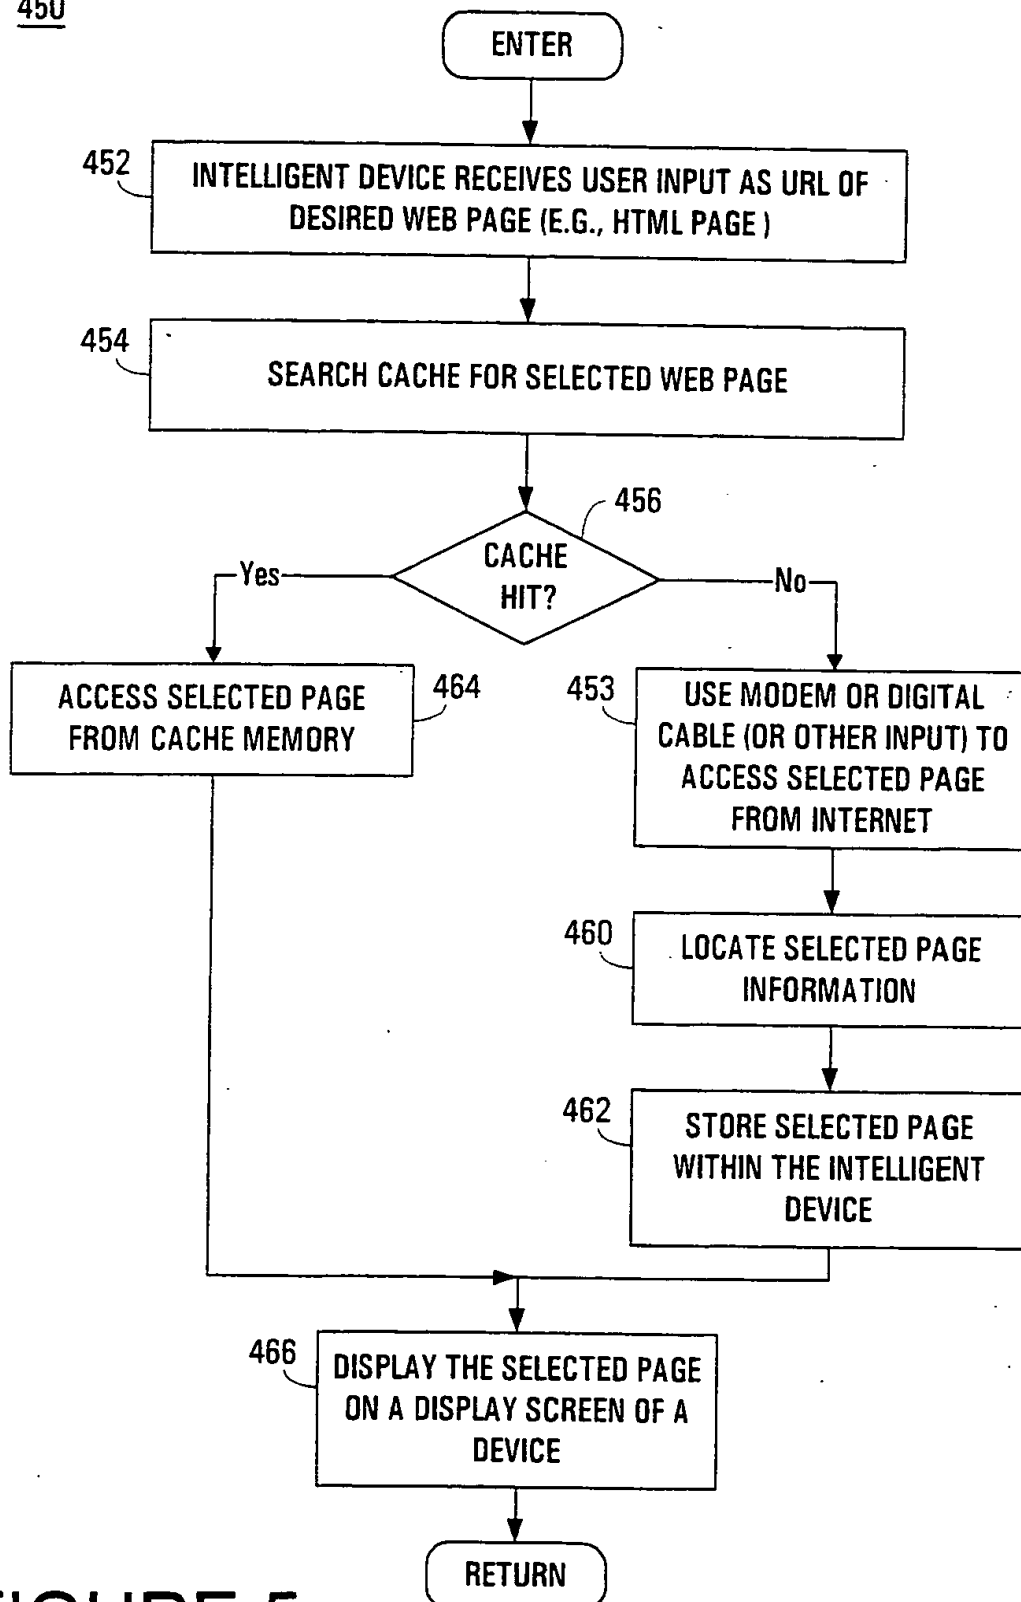 450
ENTER
452
INTELLIGENT DEVICE RECEIVES USER INPUT AS URL OF
DESIRED WEB PAGE (E.G., HTML PAGE )
454
SEARCH CACHE FOR SELECTED WEB PAGE
456
CACHE
HIT?
Yes
No
ACCESS SELECTED PAGE
FROM CACHE MEMORY
464
453
USE MODEM OR DIGITAL
CABLE (OR OTHER INPUT) TO
ACCESS SELECTED PAGE
FROM INTERNET
460
LOCATE SELECTED PAGE
INFORMATION
462
STORE SELECTED PAGE
WITHIN THE INTELLIGENT
DEVICE
466
DISPLAY THE SELECTED PAGE
ON A DISPLAY SCREEN OF A
DEVICE
RETURN
FIGURE 5